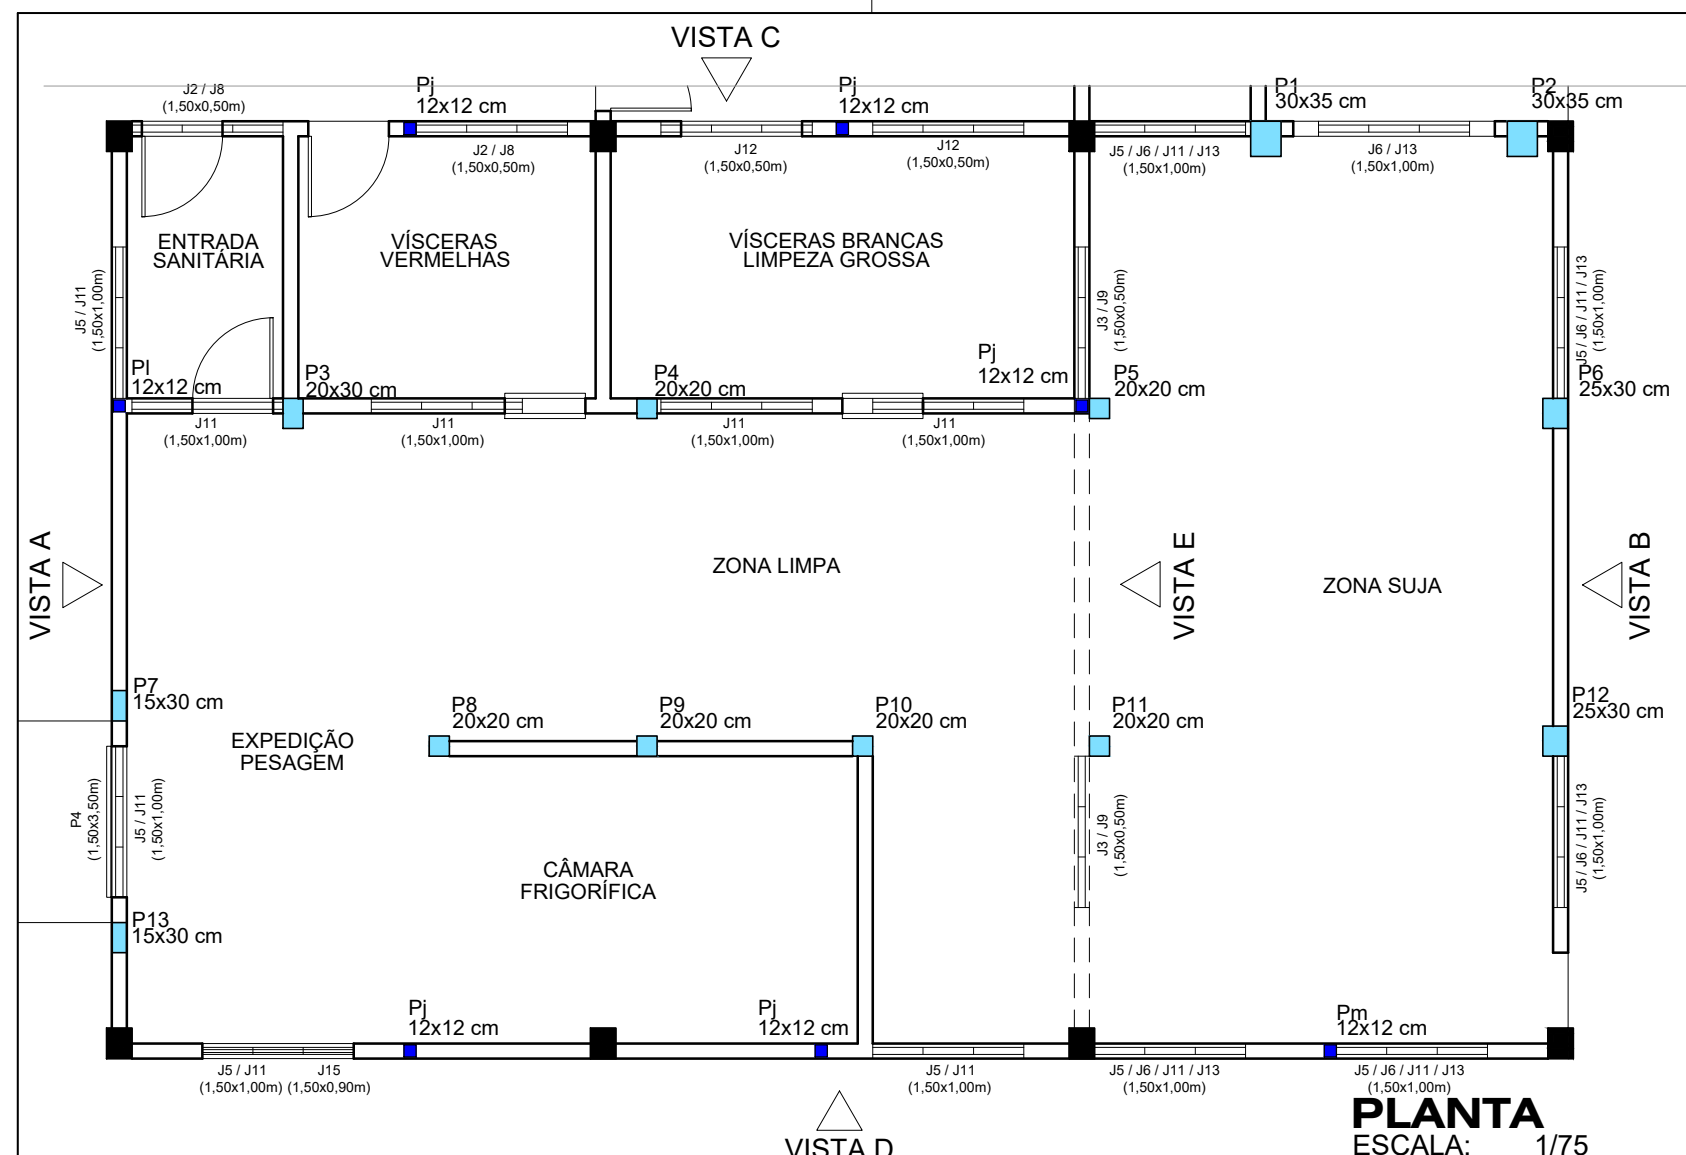 VISTA C
J2 / J8
(1,50x0,50m)
Pj
12x12 cm
Pj
12x12 cm
P1
30x35 cm
P2
30x35 cm
J2 / J8
(1,50x0,50m)
J12
(1,50x0,50m)
J12
(1,50x0,50m)
J5 / J6 / J11 / J13
(1,50x1,00m)
J6 / J13
(1,50x1,00m)
ENTRADA
SANITÁRIA
VÍSCERAS
VERMELHAS
VÍSCERAS BRANCAS
LIMPEZA GROSSA
J5 / J11
(1,50x1,00m)
J3 / J9
(1,50x0,50m)
J5 / J6 / J11 / J13
(1,50x1,00m)
Pl
12x12 cm
P3
20x30 cm
P4
20x20 cm
Pj
12x12 cm
P5
20x20 cm
P6
25x30 cm
J11
(1,50x1,00m)
J11
(1,50x1,00m)
J11
(1,50x1,00m)
J11
(1,50x1,00m)
VISTA A
ZONA LIMPA
VISTA E
ZONA SUJA
VISTA B
P7
15x30 cm
P8
20x20 cm
P9
20x20 cm
P10
20x20 cm
P11
20x20 cm
P12
25x30 cm
EXPEDIÇÃO
PESAGEM
P4
(1,50x3,50m)
J5 / J11
(1,50x1,00m)
J3 / J9
(1,50x0,50m)
J5 / J6 / J11 / J13
(1,50x1,00m)
CÂMARA
FRIGORÍFICA
P13
15x30 cm
Pj
12x12 cm
Pj
12x12 cm
Pm
12x12 cm
J5 / J11
(1,50x1,00m)
J15
(1,50x0,90m)
J5 / J11
(1,50x1,00m)
J5 / J6 / J11 / J13
(1,50x1,00m)
J5 / J6 / J11 / J13
(1,50x1,00m)
VISTA D
PLANTA
ESCALA: 1/75